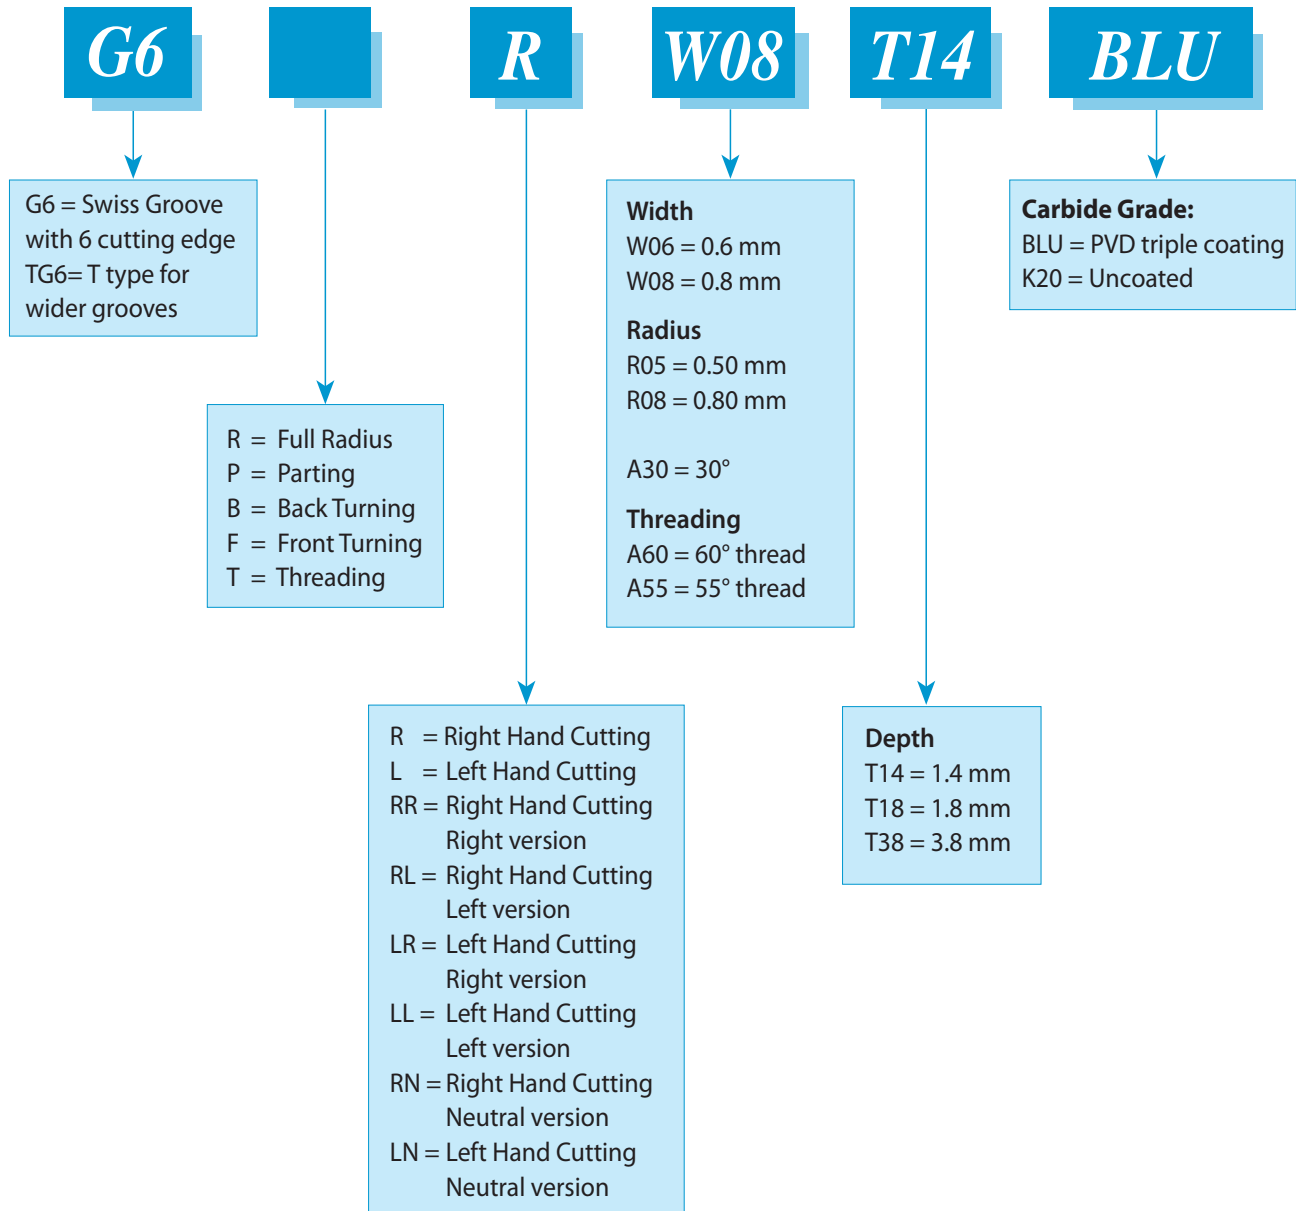 G6 R W08 T14 BLU
G6 = Swiss Groove
with 6 cutting edge
TG6= T type for
wider grooves
R = Full Radius
P = Parting
B = Back Turning
F = Front Turning
T = Threading
R = Right Hand Cutting
L = Left Hand Cutting
RR = Right Hand Cutting
Right version
RL = Right Hand Cutting
Left version
LR = Left Hand Cutting
Right version
LL = Left Hand Cutting
Left version
RN = Right Hand Cutting
Neutral version
LN = Left Hand Cutting
Neutral version
Width
W06 = 0.6 mm
W08 = 0.8 mm
Radius
R05 = 0.50 mm
R08 = 0.80 mm
A30 = 30°
Threading
A60 = 60° thread
A55 = 55° thread
Depth
T14 = 1.4 mm
T18 = 1.8 mm
T38 = 3.8 mm
Carbide Grade:
BLU = PVD triple coating
K20 = Uncoated